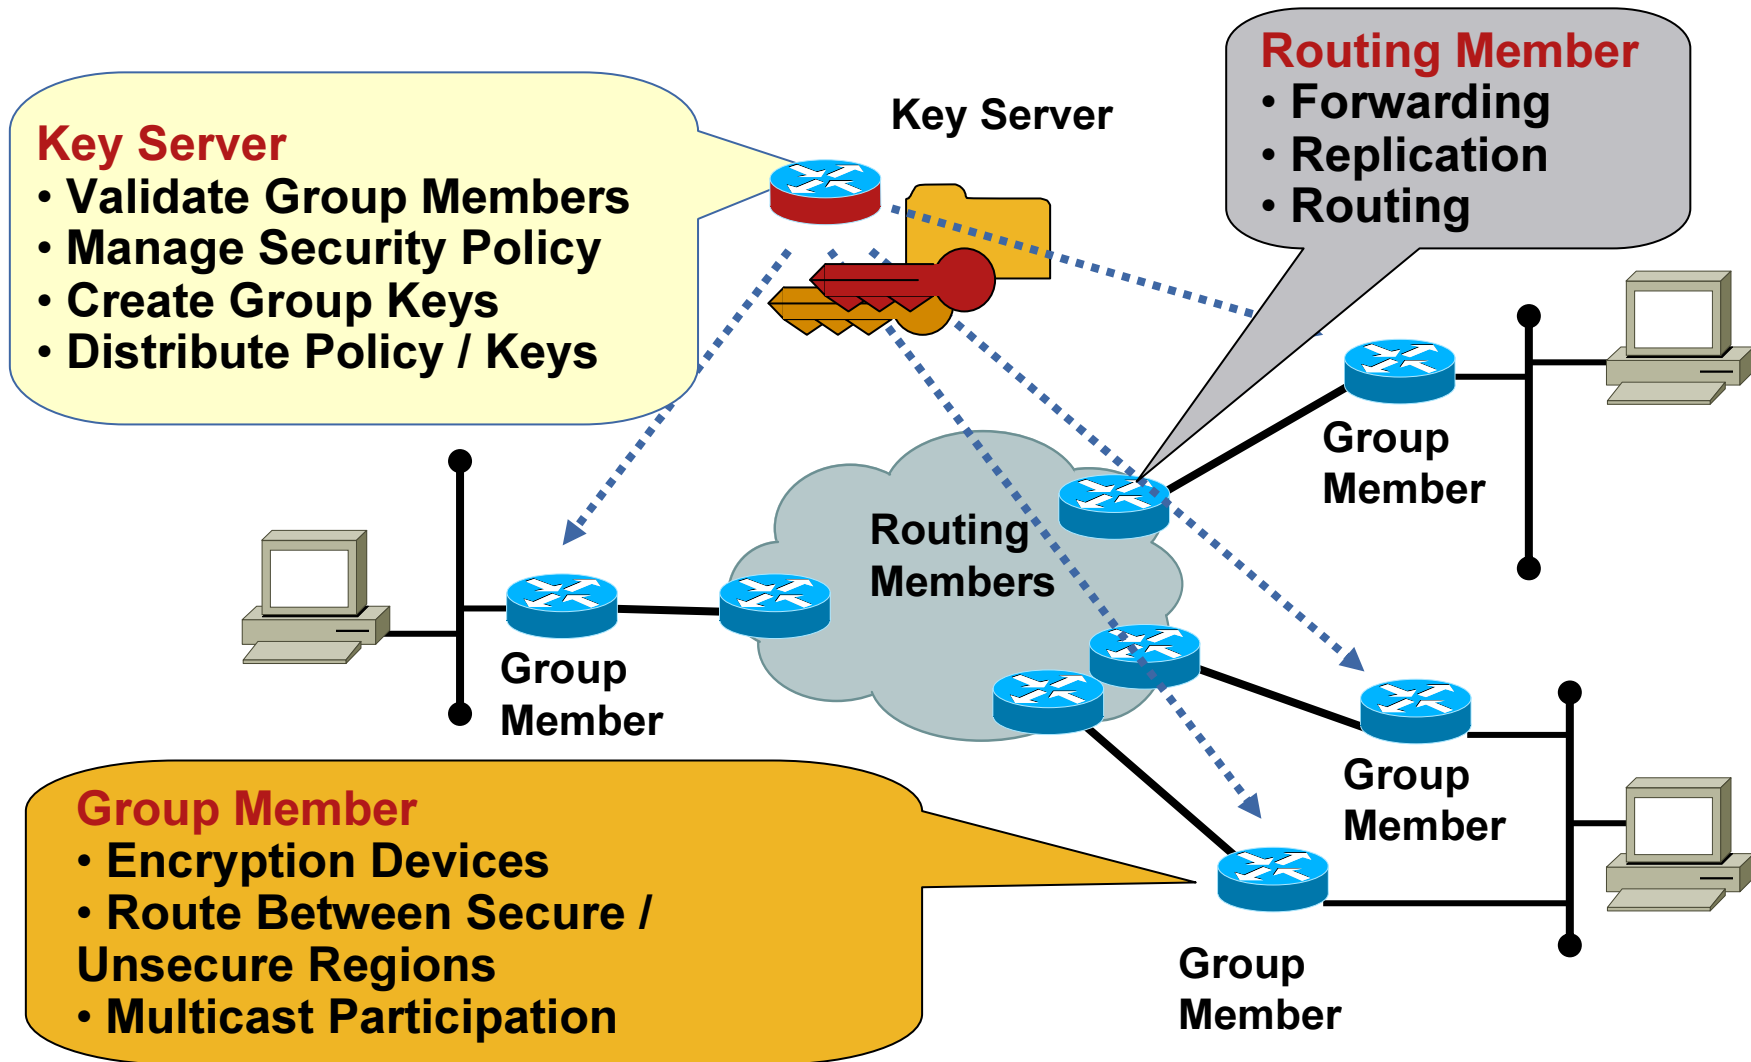 Key Server
• Validate Group Members
• Manage Security Policy
• Create Group Keys
• Distribute Policy / Keys
Key Server
Routing Member
• Forwarding
• Replication
• Routing
Group
Member
Routing
Members
Group
Member
Group
Member
Group Member
• Encryption Devices
• Route Between Secure /
Unsecure Regions
• Multicast Participation
Group
Member